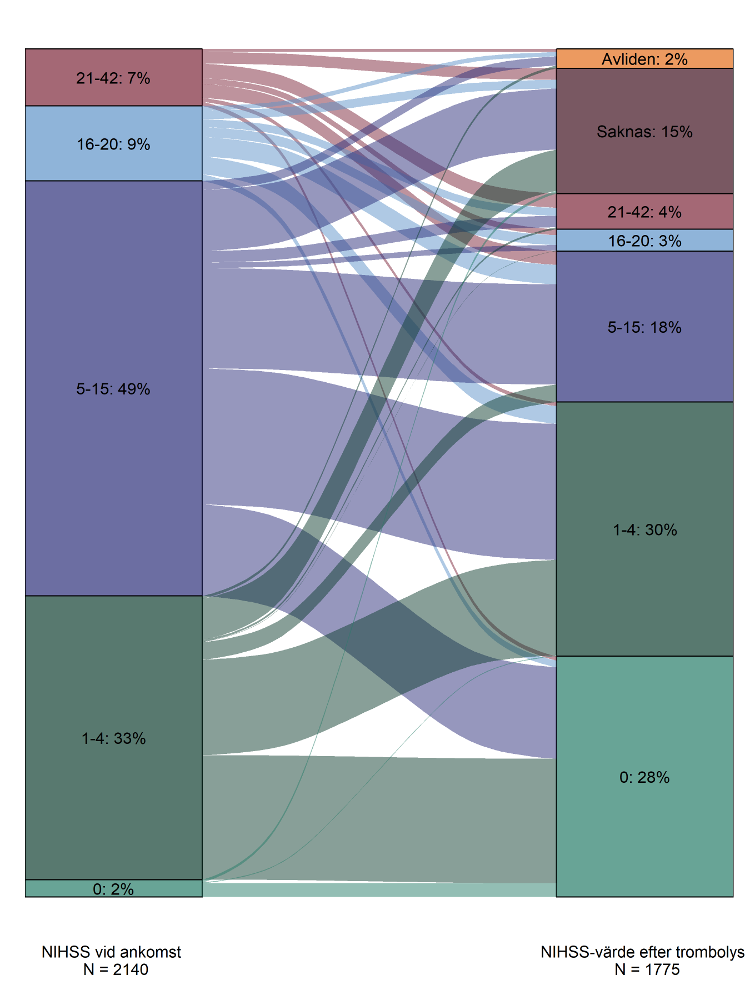 21-42: 7%
16-20: 9%
5-15: 49%
1-4: 33%
0: 2%
Avliden: 2%
Saknas: 15%
21-42: 4%
16-20: 3%
5-15: 18%
1-4: 30%
0: 28%
NIHSS vid ankomst
N = 2140
NIHSS-värde efter trombolys
N = 1775